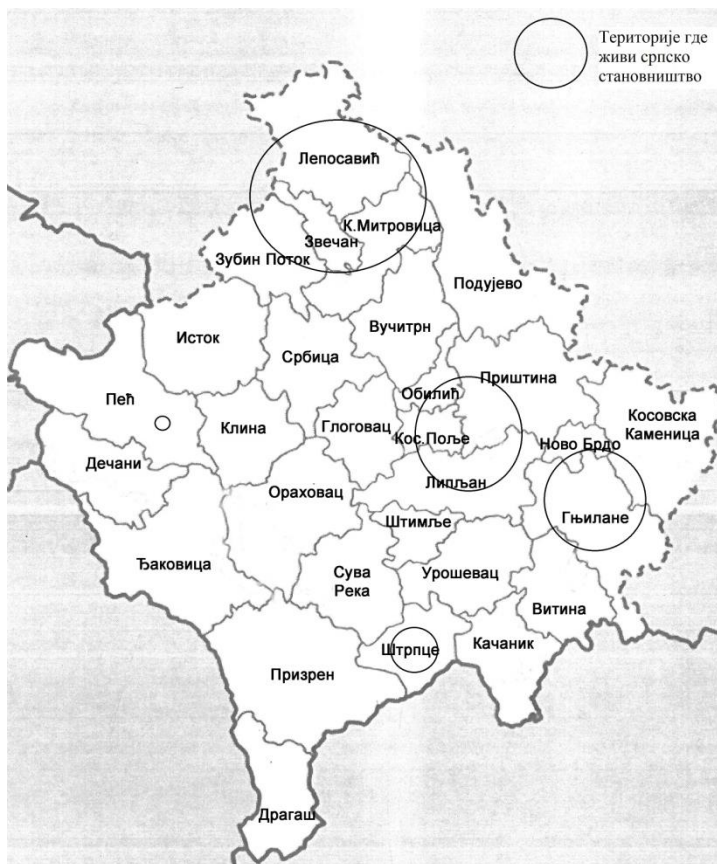 Територије где
живи српско
становништво
Лепосавић
К.Митровица
Звечан
Зубин Поток
Подујево
Вучитрн
Исток
Србица
Обилић
Приштина
Пећ
Клина
Глоговац
Кос.Поље
Ново Брдо
Косовска
Каменица
Дечани
Ораховац
Липљан
Гњилане
Штимље
Ђаковица
Сува
Река
Урошевац
Витина
Штрпце
Качаник
Призрен
Драгаш